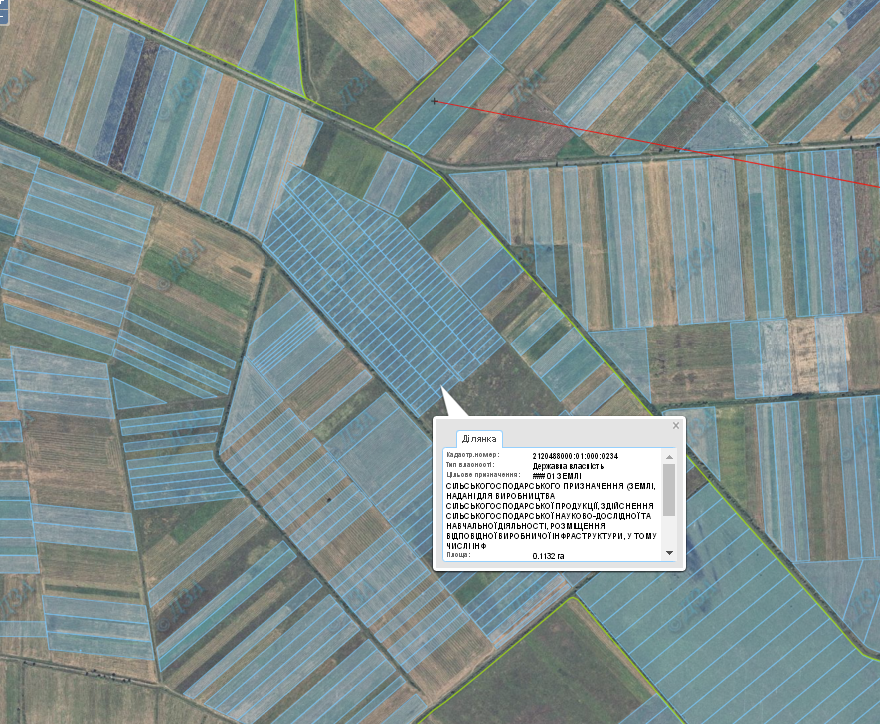 Ділянка
Кадастр.номер: 2120488000:01:000:0234
Тип власності: Державна власність
Цільове призначення: ### 01 ЗЕМЛІ
СІЛЬСЬКОГОСПОДАРСЬКОГО ПРИЗНАЧЕННЯ (ЗЕМЛІ,
НАДАНІ ДЛЯ ВИРОБНИЦТВА
СІЛЬСЬКОГОСПОДАРСЬКОЇ ПРОДУКЦІЇ, ЗДІЙСНЕННЯ
СІЛЬСЬКОГОСПОДАРСЬКОЇ НАУКОВО-ДОСЛІДНОЇ ТА
НАВЧАЛЬНОЇ ДІЯЛЬНОСТІ, РОЗМІЩЕННЯ
ВІДПОВІДНОЇ ВИРОБНИЧОЇ ІНФРАСТРУКТУРИ, У ТОМУ
ЧИСЛІ ІНФ
Площа: 0.1132 га